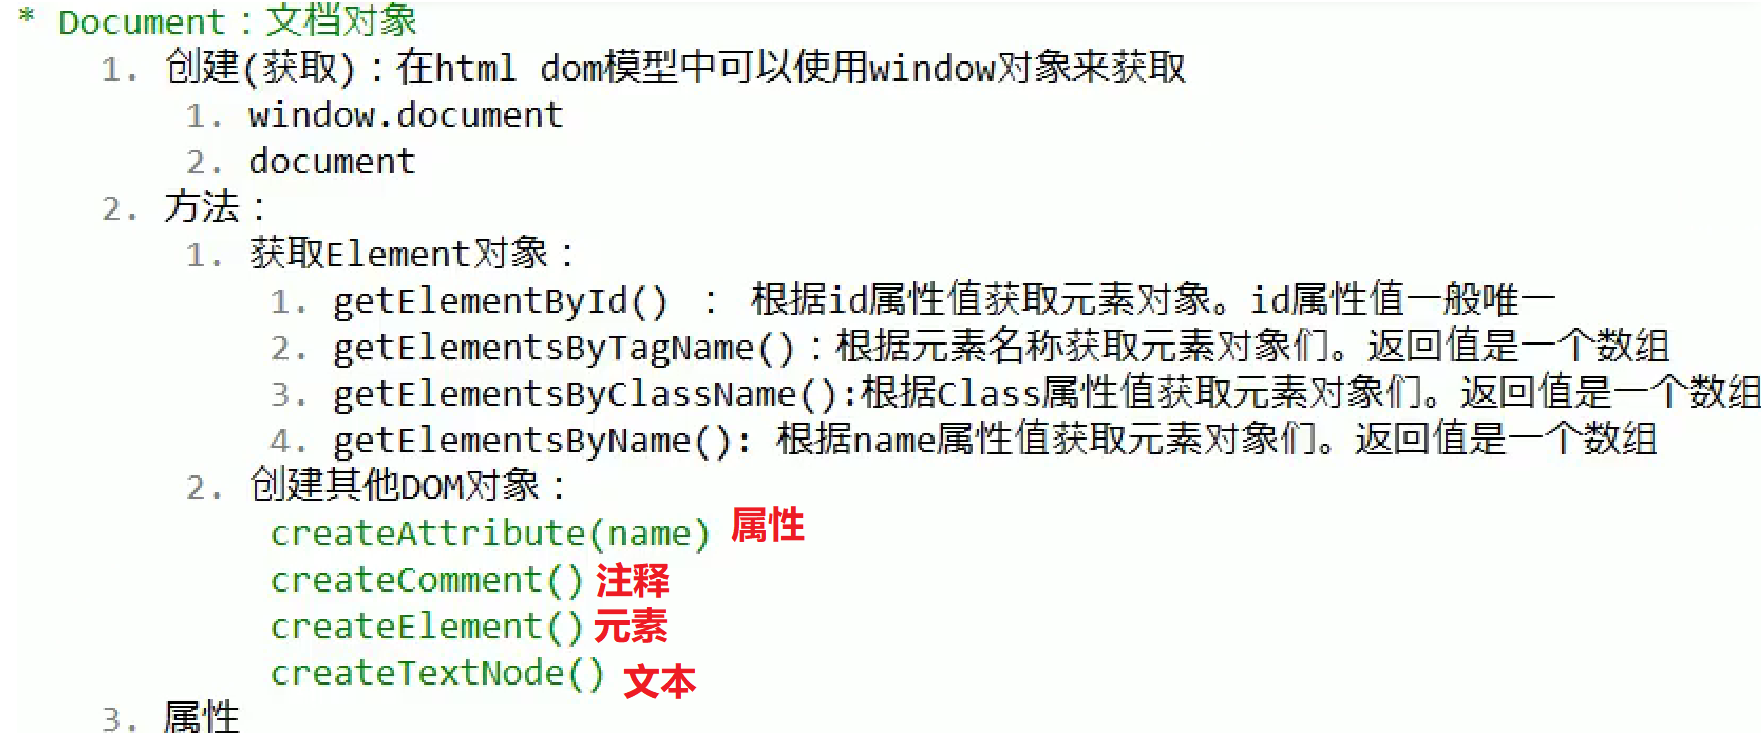 * Document：文档对象
1. 创建(获取)：在html dom模型中可以使用window对象来获取
1. window.document
2. document
2. 方法：
1. 获取Element对象：
1. getElementById() ： 根据id属性值获取元素对象。id属性值一般唯一
2. getElementsByTagName()：根据元素名称获取元素对象们。返回值是一个数组
3. getElementsByClassName():根据Class属性值获取元素对象们。返回值是一个数组
4. getElementsByName(): 根据name属性值获取元素对象们。返回值是一个数组
2. 创建其他DOM对象：
createAttribute(name) 属性
createComment() 注释
createElement() 元素
createTextNode() 文本
3. 属性